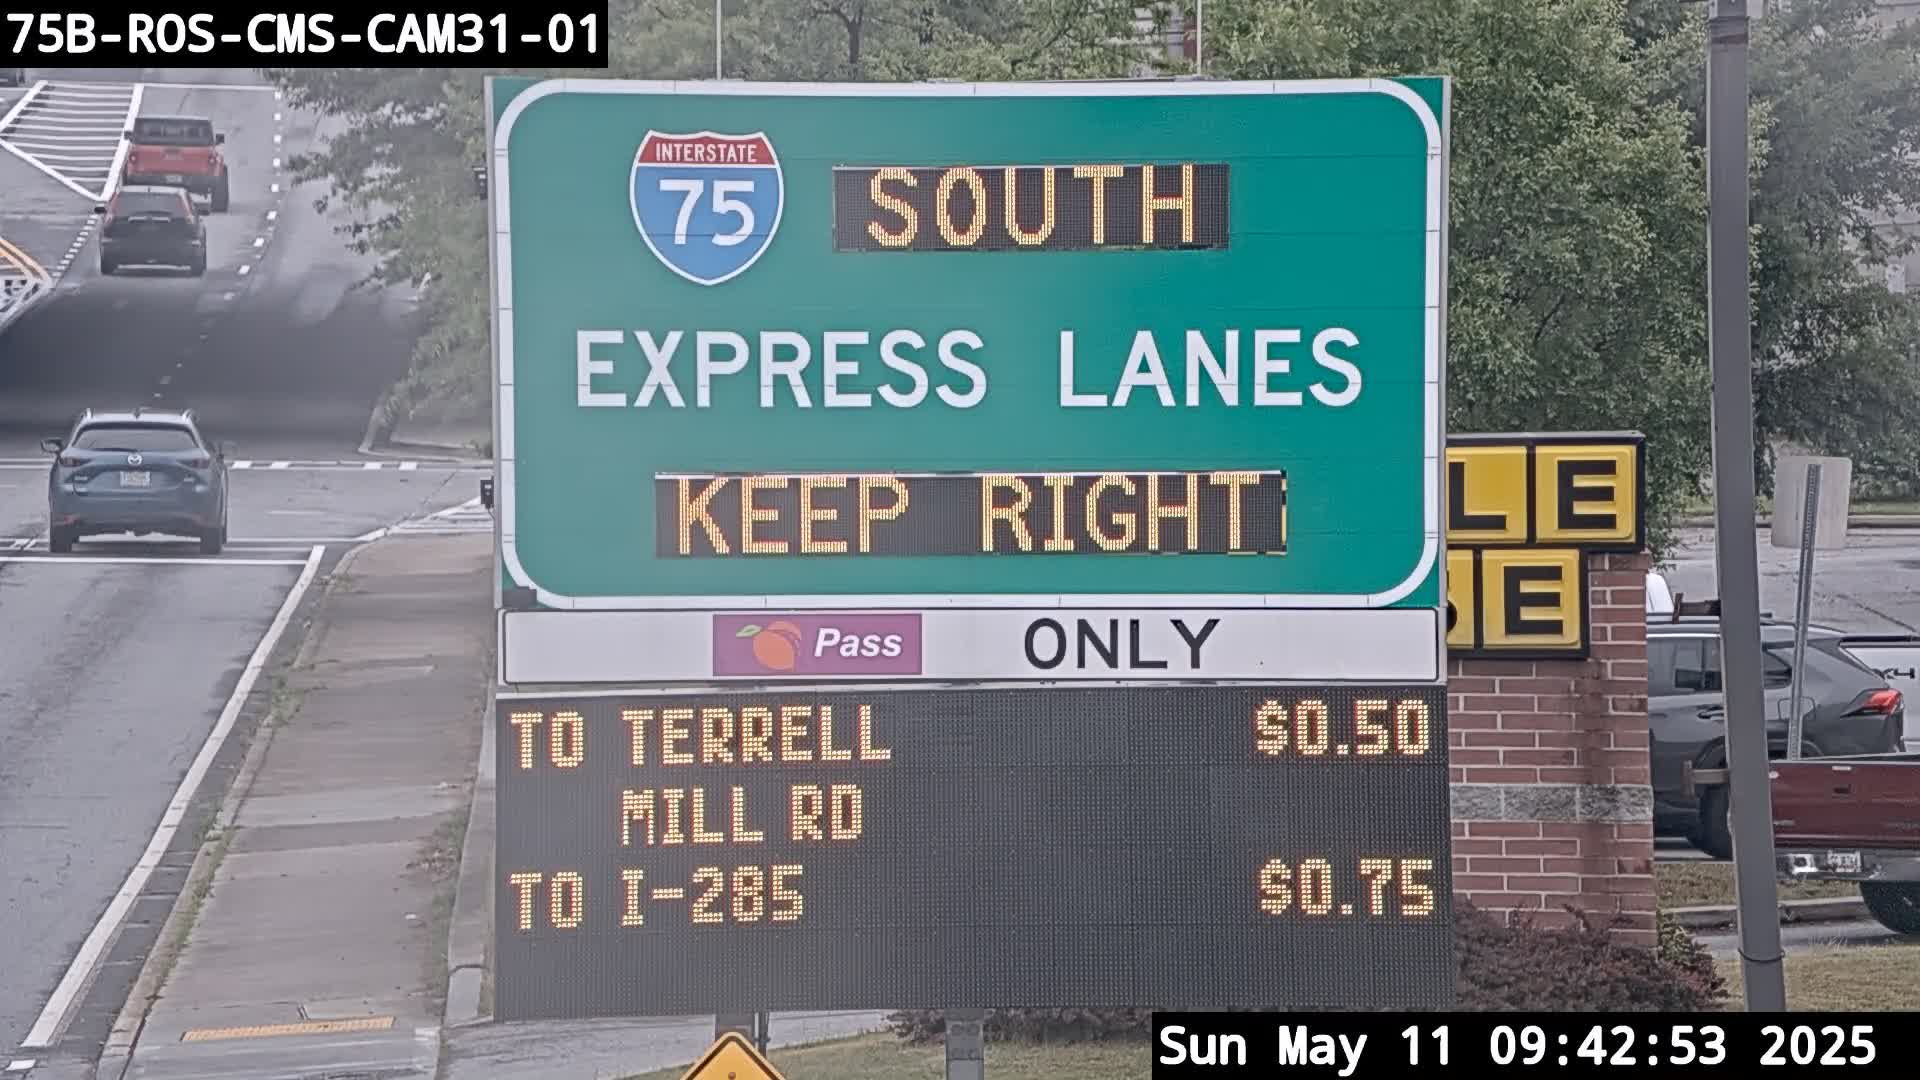 75B-ROS-CMS-CAM31-01
INTERSTATE
75
SOUTH
EXPRESS LANES
KEEP RIGHT
Pass ONLY
TO TERRELL $0.50
MILL RD
TO I-285 $0.75
LE
E
Sun May 11 09:42:53 2025